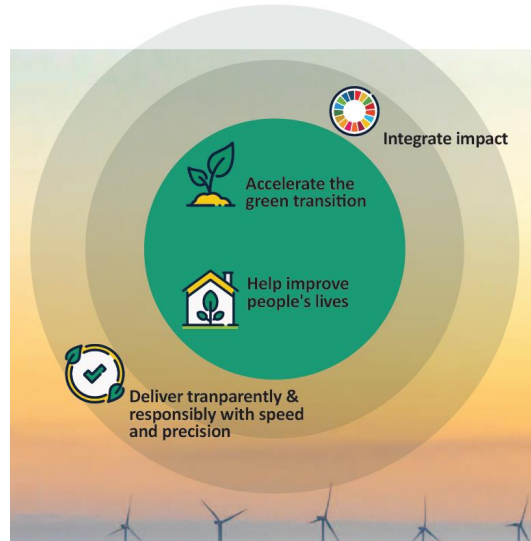 Integrate impact
Accelerate the
green transition
Help improve
people's lives
Deliver tranparently &
responsibly with speed
and precision